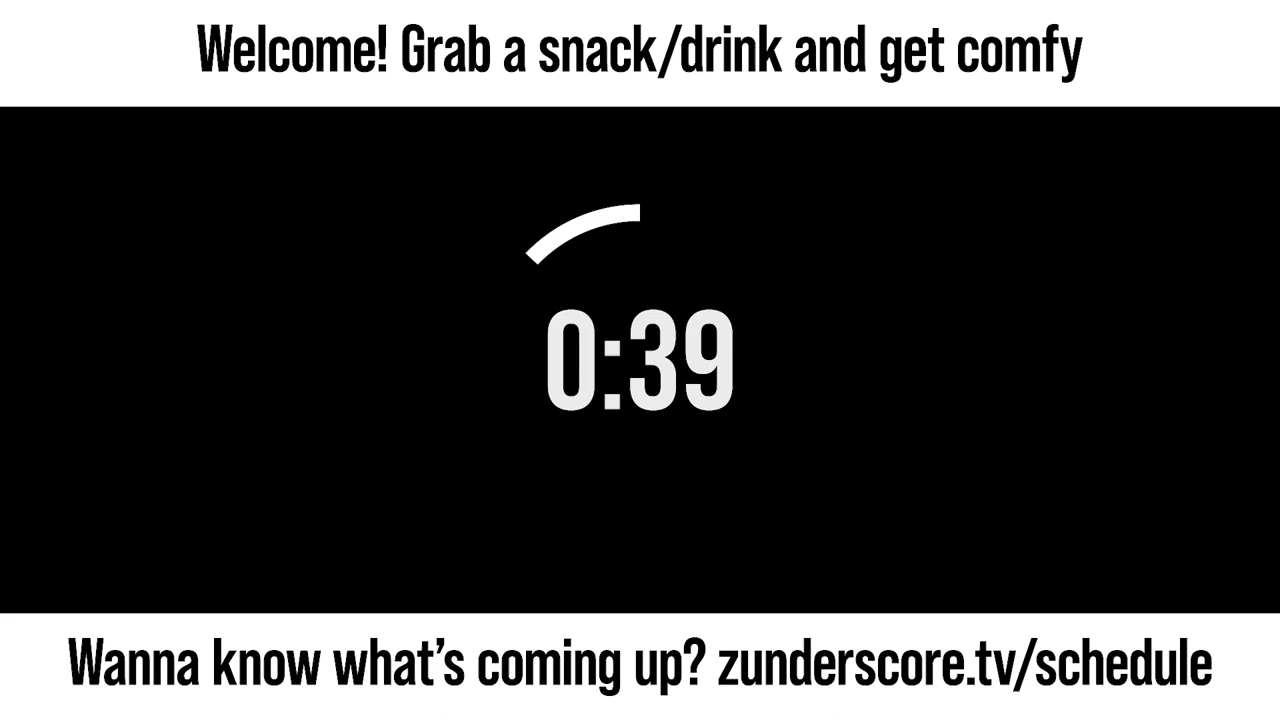 Welcome! Grab a snack/drink and get comfy
0:39
Wanna know what's coming up? zunderscore.tv/schedule